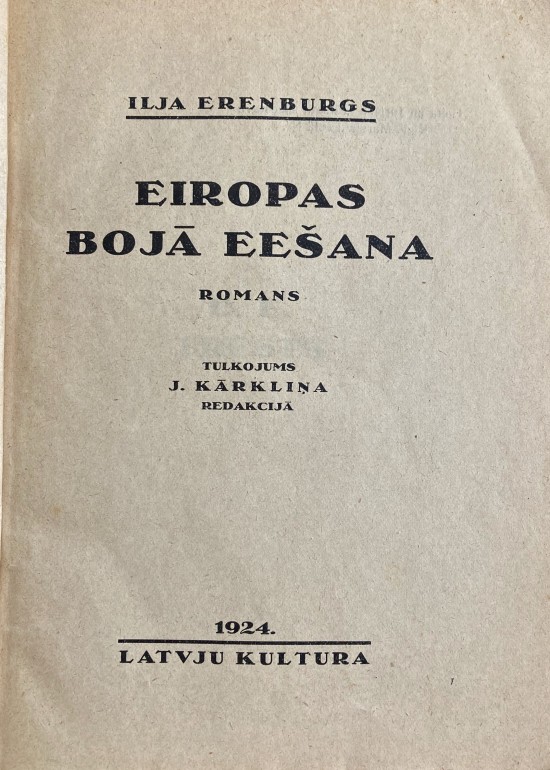 ILJA ERENBURGS
EIROPAS
BOJĀ EEŠANA
ROMANS
TULKOJUMS
J. KĀRKLIŅA
REDAKCIJĀ
1924.
LATVJU KULTURA